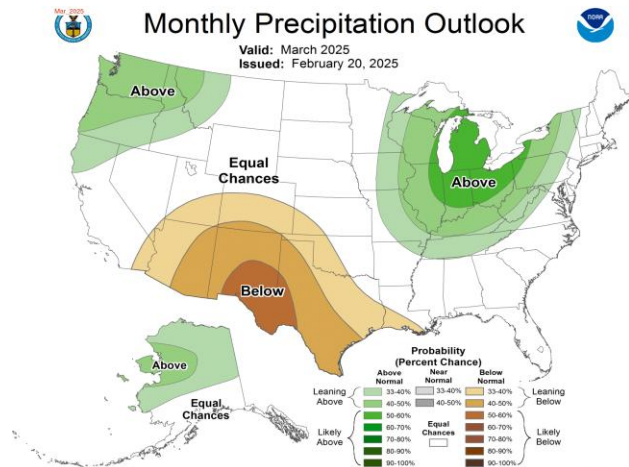 Mar 2025
NOAA
Monthly Precipitation Outlook
Valid: March 2025
Issued: February 20, 2025
Above
Equal
Chances
Above
Below
Above
Equal
Chances
Probability
(Percent Chance)
Above
Normal
Near
Normal
Below
Normal
Leaning
Above
33-40%
33-40%
33-40%
Leaning
Below
40-50%
40-50%
40-50%
Likely
Above
50-60%
60-70%
70-80%
80-90%
90-100%
Equal
Chances
50-60%
60-70%
70-80%
80-90%
90-100%
Likely
Below